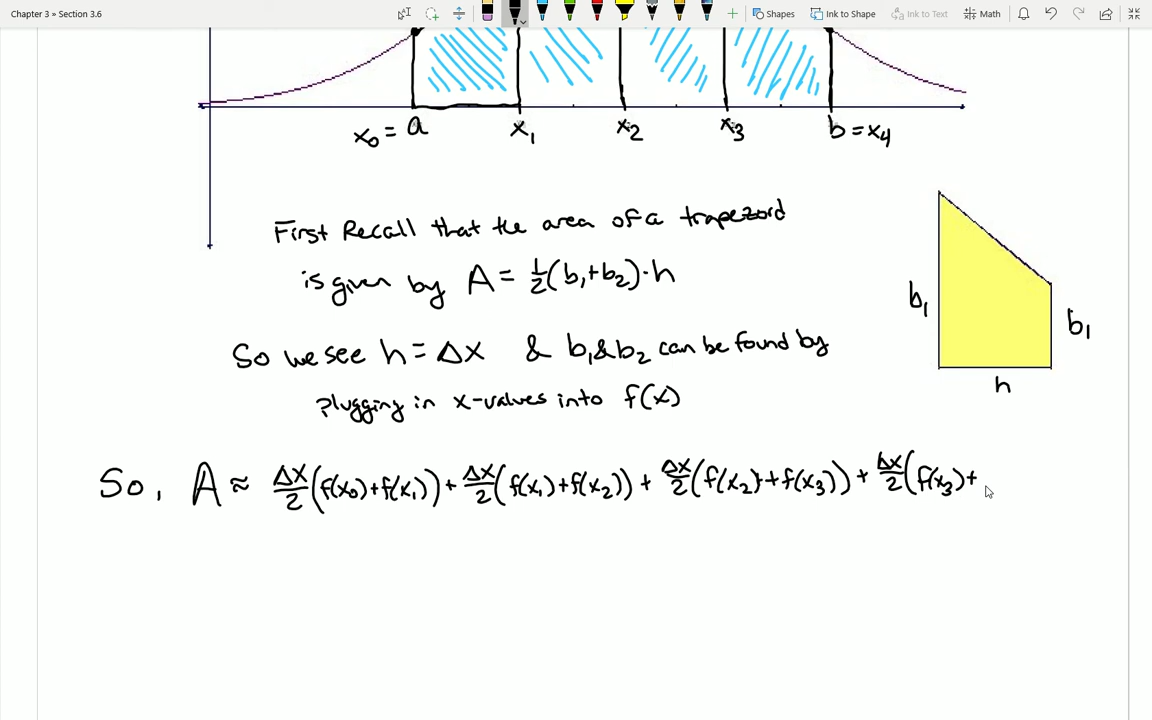 Chapter 3 » Section 3.6
Shapes Ink to Shape Ink to Text Math
x₀ = a x₁ x₂ x₃ b = x₄
First Recall that the area of a trapezoid
is given by A = ½(b₁+b₂)·h
So we see h = Δx & b₁&b₂ can be found by
plugging in x-values into f(x)
b₁
b₁
h
So, A ≈ Δx/2 (f(x₀)+f(x₁)) + Δx/2 (f(x₁)+f(x₂)) + Δx/2 (f(x₂)+f(x₃)) + Δx/2 (f(x₃)+